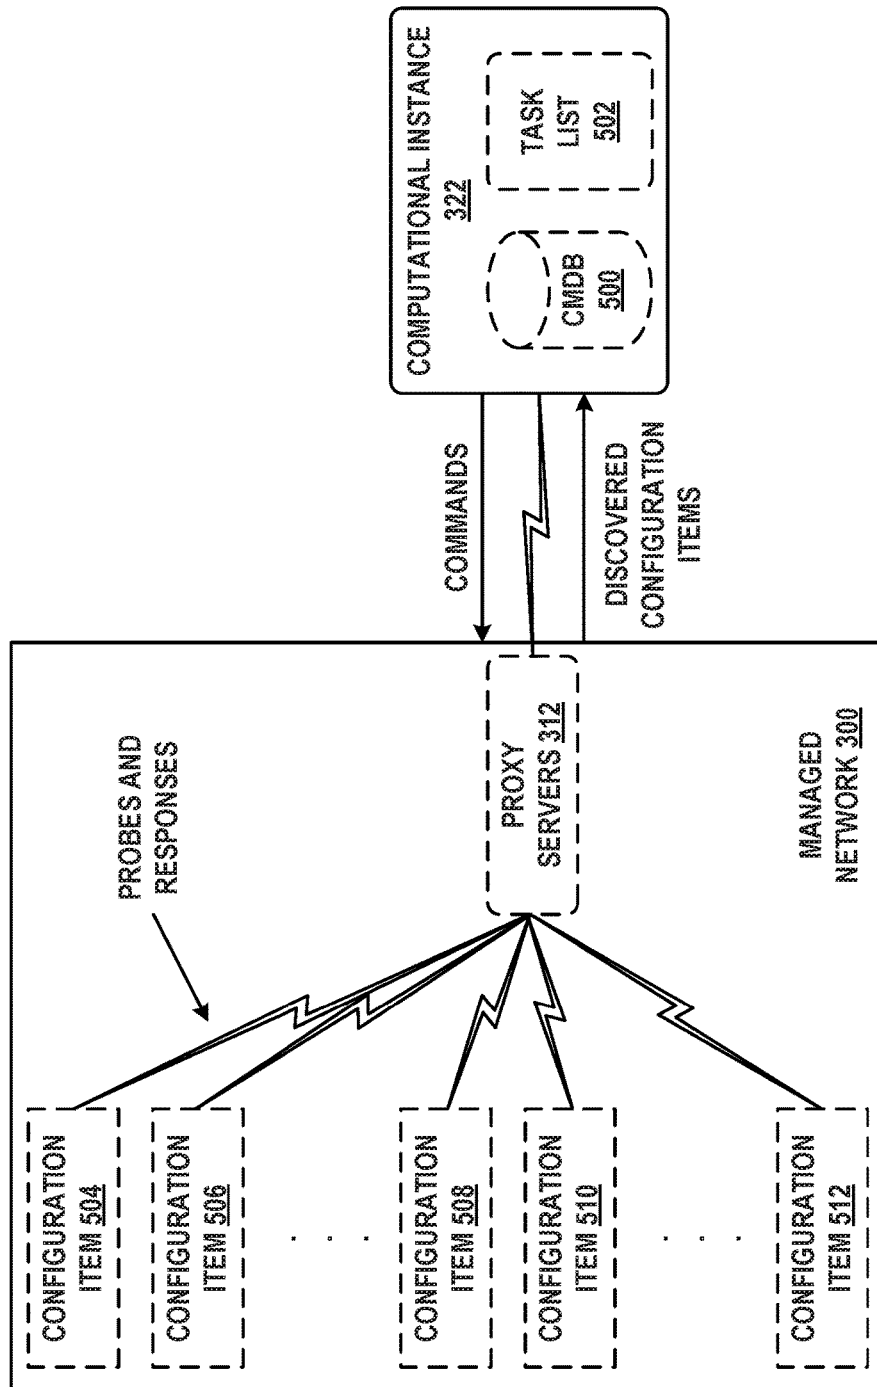 COMPUTATIONAL INSTANCE
322
CMDB
500
TASK
LIST
502
COMMANDS
DISCOVERED
CONFIGURATION
ITEMS
PROBES AND
RESPONSES
PROXY
SERVERS 312
MANAGED
NETWORK 300
CONFIGURATION
ITEM 504
CONFIGURATION
ITEM 506
. . .
CONFIGURATION
ITEM 508
CONFIGURATION
ITEM 510
. . .
CONFIGURATION
ITEM 512